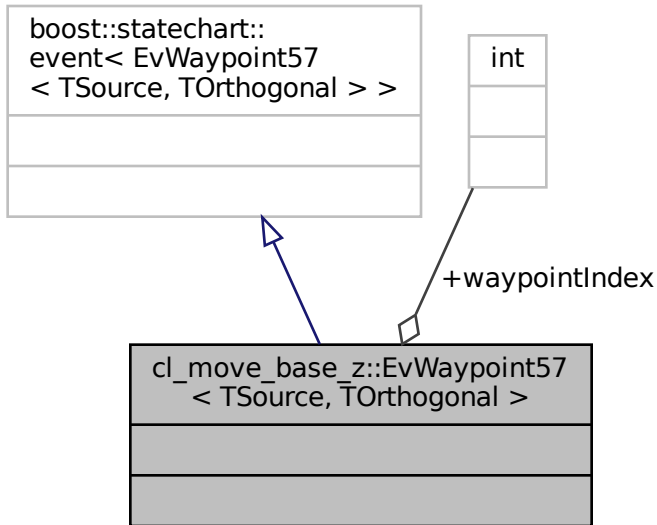 boost::statechart::
event< EvWaypoint57
< TSource, TOrthogonal > >
int
+waypointIndex
cl_move_base_z::EvWaypoint57
< TSource, TOrthogonal >